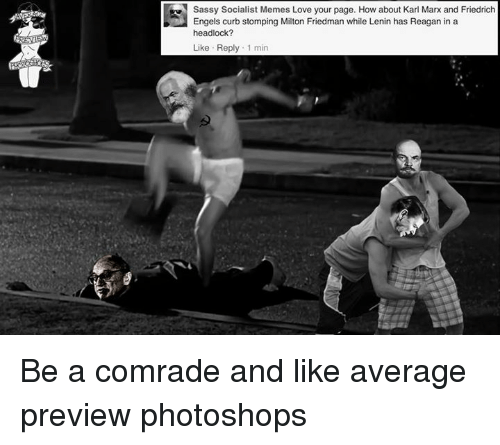 Sassy Socialist Memes Love your page. How about Karl Marx and Friedrich
Engels curb stomping Milton Friedman while Lenin has Reagan in a
headlock?
Like · Reply · 1 min
Be a comrade and like average
preview photoshops